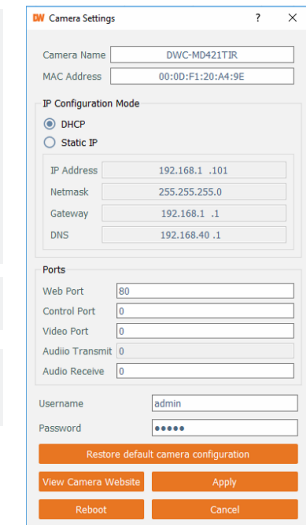 DW Camera Settings ? ×
Camera Name DWC-MD421TIR
MAC Address 00:0D:F1:20:A4:9E
IP Configuration Mode
DHCP
Static IP
IP Address 192.168.1 .101
Netmask 255.255.255.0
Gateway 192.168.1 .1
DNS 192.168.40 .1
Ports
Web Port 80
Control Port 0
Video Port 0
Audiio Transmit 0
Audio Receive 0
Username admin
Password •••••
Restore default camera configuration
View Camera Website Apply
Reboot Cancel